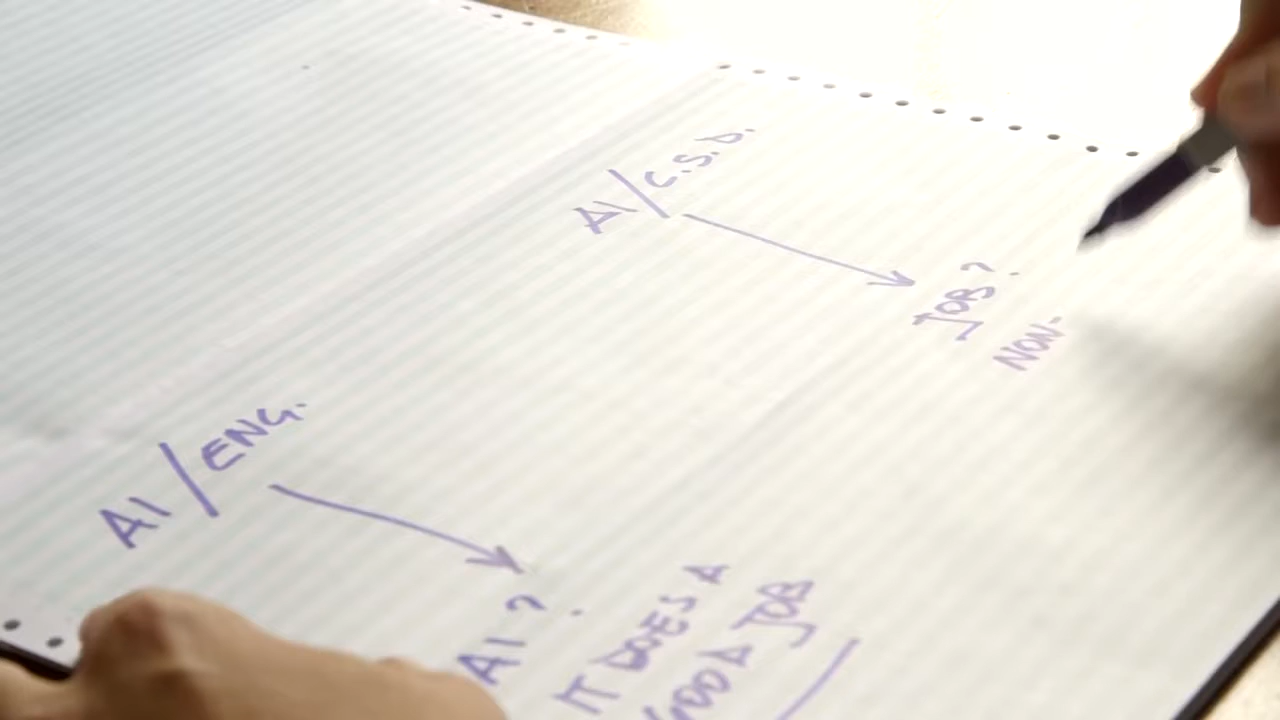 AI/C.S.D.
JOB?
NON-
AI/ENG.
AI?
IT DOES A
GOOD JOB